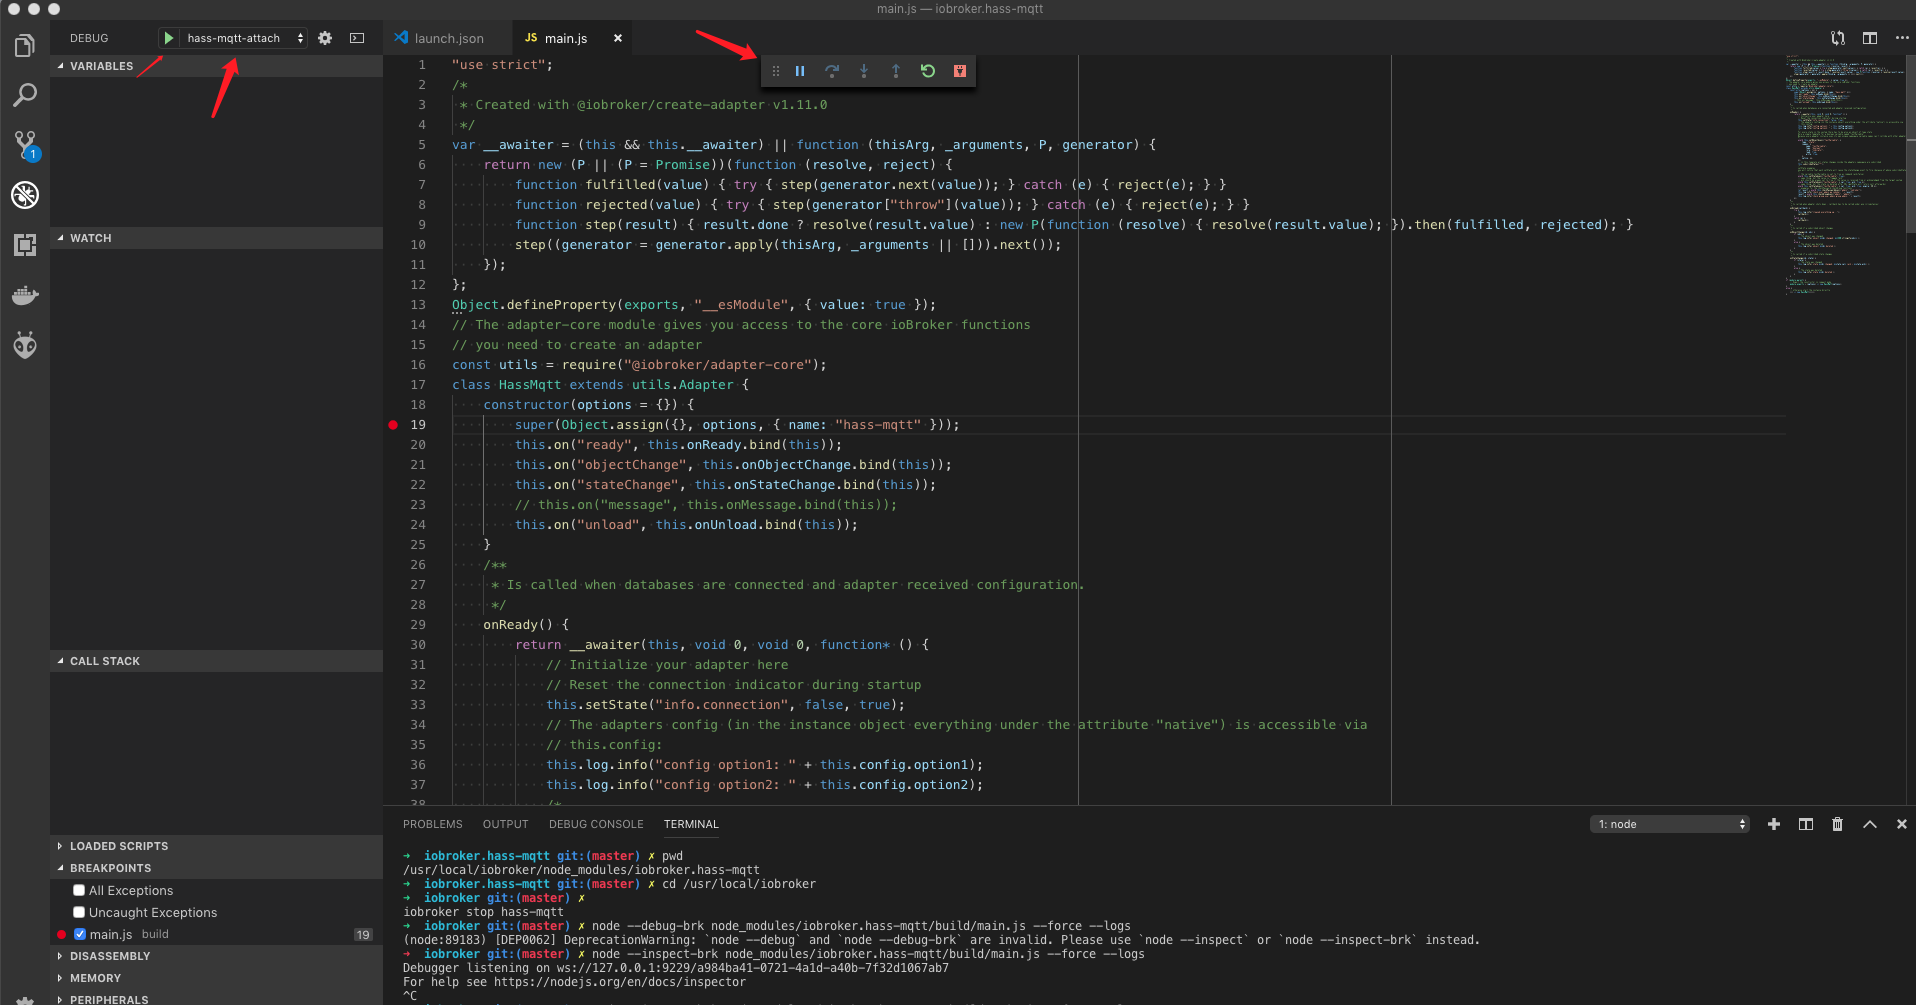 main.js — iobroker.hass-mqtt
DEBUG
hass-mqtt-attach
VARIABLES
WATCH
CALL STACK
LOADED SCRIPTS
BREAKPOINTS
All Exceptions
Uncaught Exceptions
main.js build 19
DISASSEMBLY
MEMORY
PERIPHERALS
1
launch.json
JS main.js
1 "use strict";
2 /*
3 * Created with @iobroker/create-adapter v1.11.0
4 */
5 var __awaiter = (this && this.__awaiter) || function (thisArg, _arguments, P, generator) {
6 return new (P || (P = Promise))(function (resolve, reject) {
7 function fulfilled(value) { try { step(generator.next(value)); } catch (e) { reject(e); } }
8 function rejected(value) { try { step(generator["throw"](value)); } catch (e) { reject(e); } }
9 function step(result) { result.done ? resolve(result.value) : new P(function (resolve) { resolve(result.value); }).then(fulfilled, rejected); }
10 step((generator = generator.apply(thisArg, _arguments || [])).next());
11 });
12 };
13 Object.defineProperty(exports, "__esModule", { value: true });
14 // The adapter-core module gives you access to the core ioBroker functions
15 // you need to create an adapter
16 const utils = require("@iobroker/adapter-core");
17 class HassMqtt extends utils.Adapter {
18 constructor(options = {}) {
19 super(Object.assign({}, options, { name: "hass-mqtt" }));
20 this.on("ready", this.onReady.bind(this));
21 this.on("objectChange", this.onObjectChange.bind(this));
22 this.on("stateChange", this.onStateChange.bind(this));
23 // this.on("message", this.onMessage.bind(this));
24 this.on("unload", this.onUnload.bind(this));
25 }
26 /**
27 * Is called when databases are connected and adapter received configuration.
28 */
29 onReady() {
30 return __awaiter(this, void 0, void 0, function* () {
31 // Initialize your adapter here
32 // Reset the connection indicator during startup
33 this.setState("info.connection", false, true);
34 // The adapters config (in the instance object everything under the attribute "native") is accessible via
35 // this.config:
36 this.log.info("config option1: " + this.config.option1);
37 this.log.info("config option2: " + this.config.option2);
38 /*
PROBLEMS OUTPUT DEBUG CONSOLE TERMINAL
1: node
➜ iobroker.hass-mqtt git:(master) ✗ pwd
/usr/local/iobroker/node_modules/iobroker.hass-mqtt
➜ iobroker.hass-mqtt git:(master) ✗ cd /usr/local/iobroker
➜ iobroker git:(master) ✗
iobroker stop hass-mqtt
➜ iobroker git:(master) ✗ node --debug-brk node_modules/iobroker.hass-mqtt/build/main.js --force --logs
(node:89183) [DEP0062] DeprecationWarning: `node --debug` and `node --debug-brk` are invalid. Please use `node --inspect` or `node --inspect-brk` instead.
➜ iobroker git:(master) ✗ node --inspect-brk node_modules/iobroker.hass-mqtt/build/main.js --force --logs
Debugger listening on ws://127.0.0.1:9229/a984ba41-0721-4a1d-a40b-7f32d1067ab7
For help see https://nodejs.org/en/docs/inspector
^C